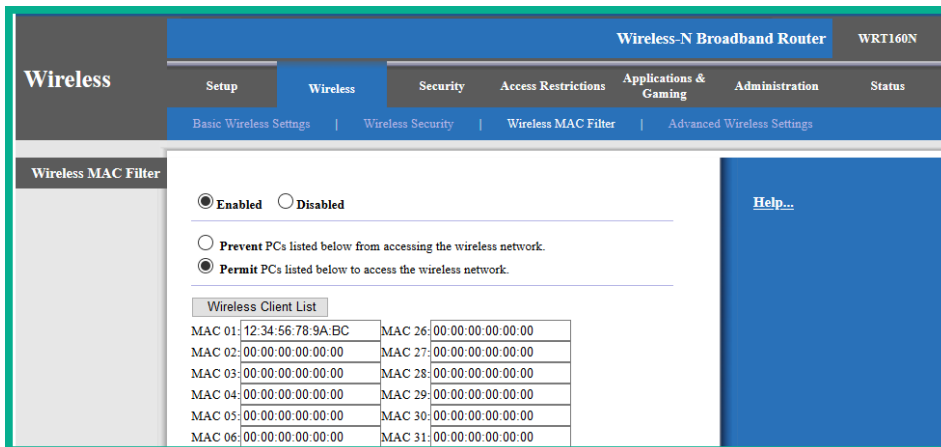 Wireless-N Broadband Router WRT160N
Wireless
Setup Wireless Security Access Restrictions Applications & Gaming Administration Status
Basic Wireless Settngs | Wireless Security | Wireless MAC Filter | Advanced Wireless Settings
Wireless MAC Filter
Enabled Disabled
Help...
Prevent PCs listed below from accessing the wireless network.
Permit PCs listed below to access the wireless network.
Wireless Client List
MAC 01: 12:34:56:78:9A:BC MAC 26: 00:00:00:00:00:00
MAC 02: 00:00:00:00:00:00 MAC 27: 00:00:00:00:00:00
MAC 03: 00:00:00:00:00:00 MAC 28: 00:00:00:00:00:00
MAC 04: 00:00:00:00:00:00 MAC 29: 00:00:00:00:00:00
MAC 05: 00:00:00:00:00:00 MAC 30: 00:00:00:00:00:00
MAC 06: 00:00:00:00:00:00 MAC 31: 00:00:00:00:00:00